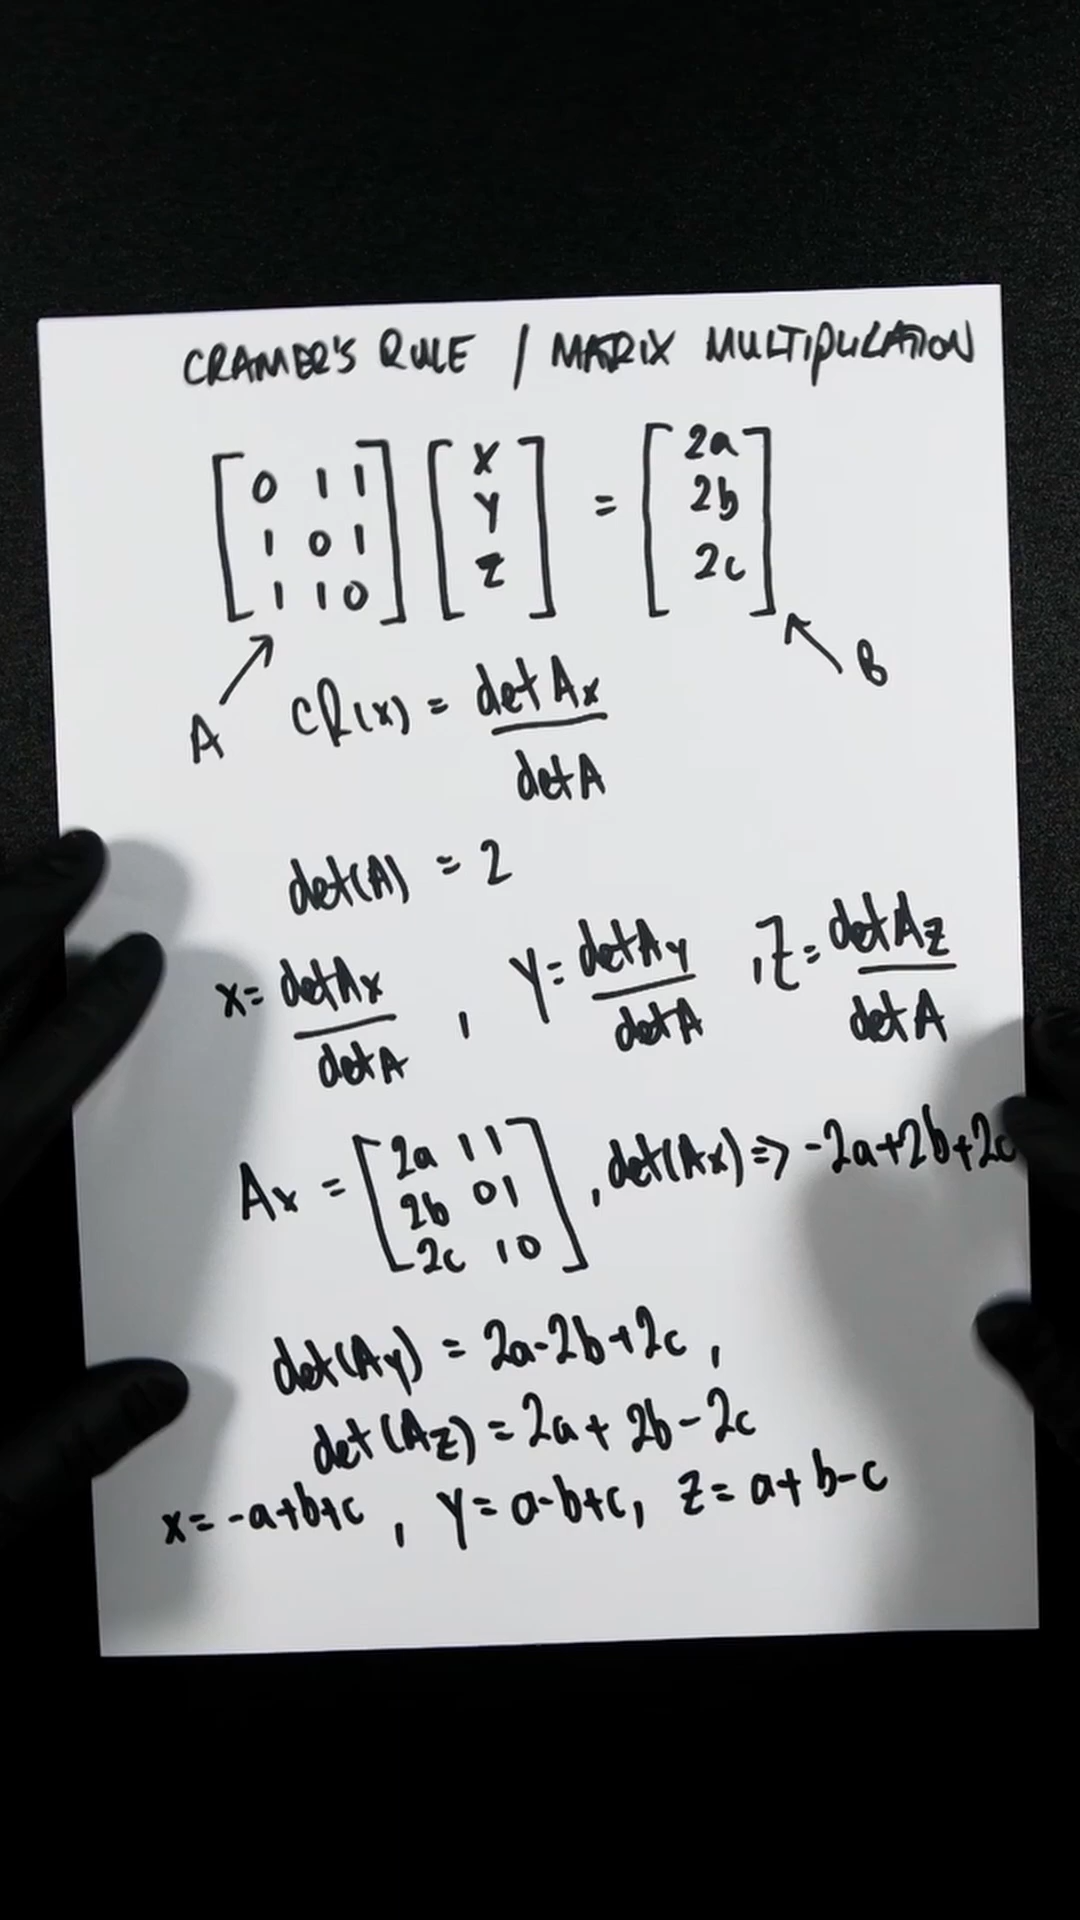 CRAMER'S RULE / MATRIX MULTIPLICATION
[0 1 1] [x] = [2a]
[1 0 1] [y] [2b]
[1 1 0] [z] [2c]
A B
CR(x) = det Ax / det A
det(A) = 2
x = det Ax / det A , y = det Ay / det A , z = det Az / det A
Ax = [2a 1 1] , det(Ax) => -2a+2b+2c
[2b 0 1]
[2c 1 0]
det(Ay) = 2a-2b+2c ,
det(Az) = 2a+2b-2c
x = -a+b+c , y = a-b+c, z = a+b-c